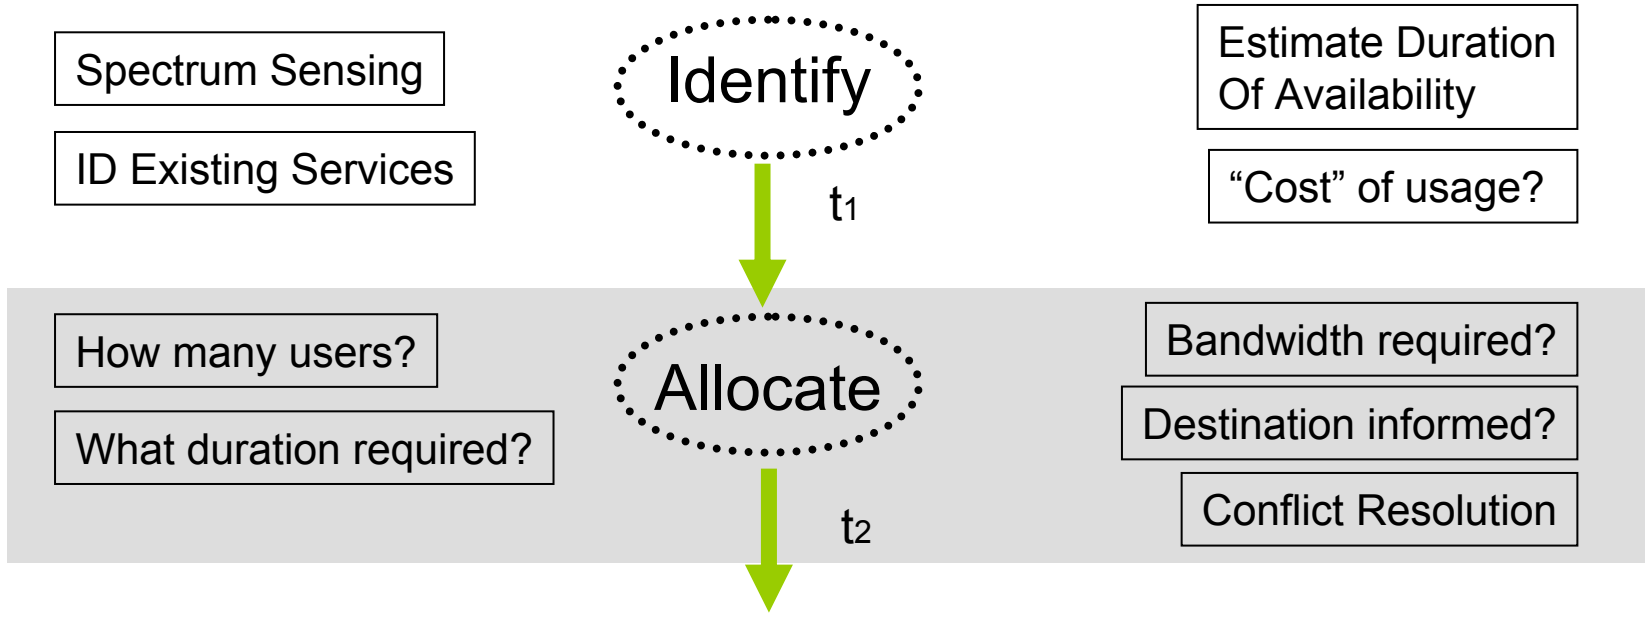 Spectrum Sensing
ID Existing Services
Identify
Estimate Duration
Of Availability
“Cost” of usage?
t1
How many users?
What duration required?
Allocate
Bandwidth required?
Destination informed?
Conflict Resolution
t2